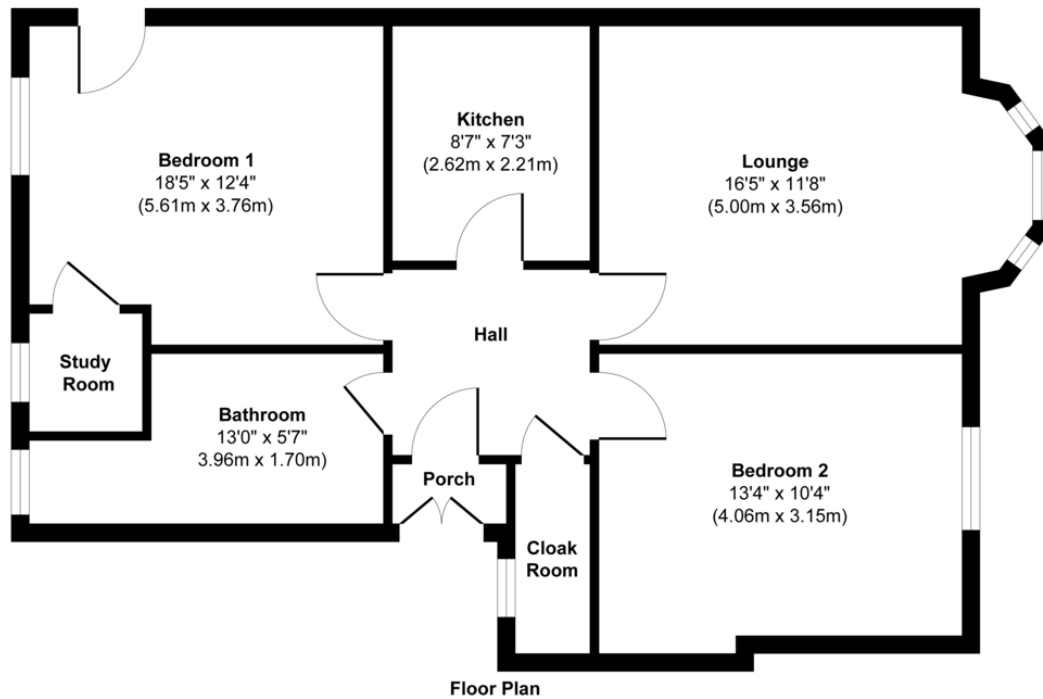 Bedroom 1
18'5" x 12'4"
(5.61m x 3.76m)
Kitchen
8'7" x 7'3"
(2.62m x 2.21m)
Lounge
16'5" x 11'8"
(5.00m x 3.56m)
Hall
Study
Room
Bathroom
13'0" x 5'7"
3.96m x 1.70m)
Porch
Cloak
Room
Bedroom 2
13'4" x 10'4"
(4.06m x 3.15m)
Floor Plan